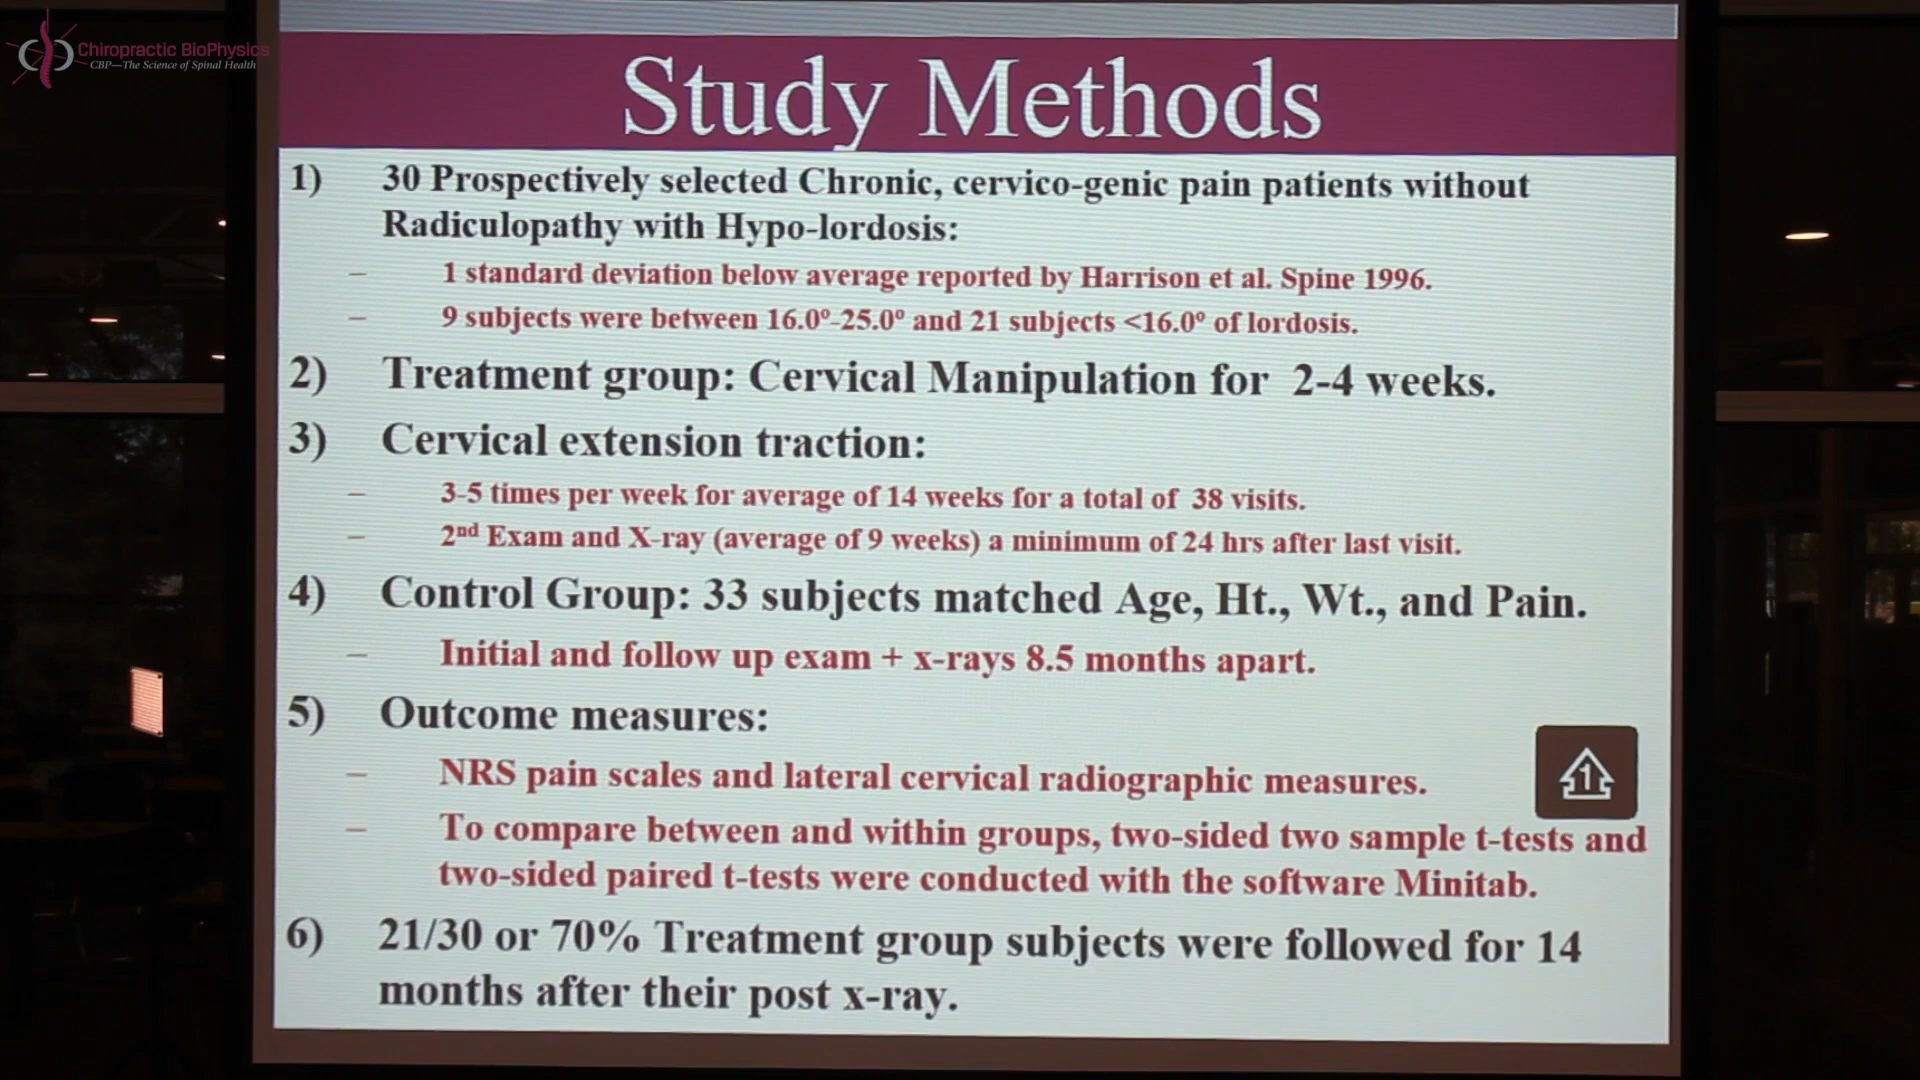 Chiropractic BioPhysics
CBP—The Science of Spinal Health
Study Methods
1) 30 Prospectively selected Chronic, cervico-genic pain patients without
Radiculopathy with Hypo-lordosis:
– 1 standard deviation below average reported by Harrison et al. Spine 1996.
– 9 subjects were between 16.0º-25.0º and 21 subjects <16.0º of lordosis.
2) Treatment group: Cervical Manipulation for 2-4 weeks.
3) Cervical extension traction:
– 3-5 times per week for average of 14 weeks for a total of 38 visits.
– 2nd Exam and X-ray (average of 9 weeks) a minimum of 24 hrs after last visit.
4) Control Group: 33 subjects matched Age, Ht., Wt., and Pain.
– Initial and follow up exam + x-rays 8.5 months apart.
5) Outcome measures:
– NRS pain scales and lateral cervical radiographic measures.
1
– To compare between and within groups, two-sided two sample t-tests and
two-sided paired t-tests were conducted with the software Minitab.
6) 21/30 or 70% Treatment group subjects were followed for 14
months after their post x-ray.